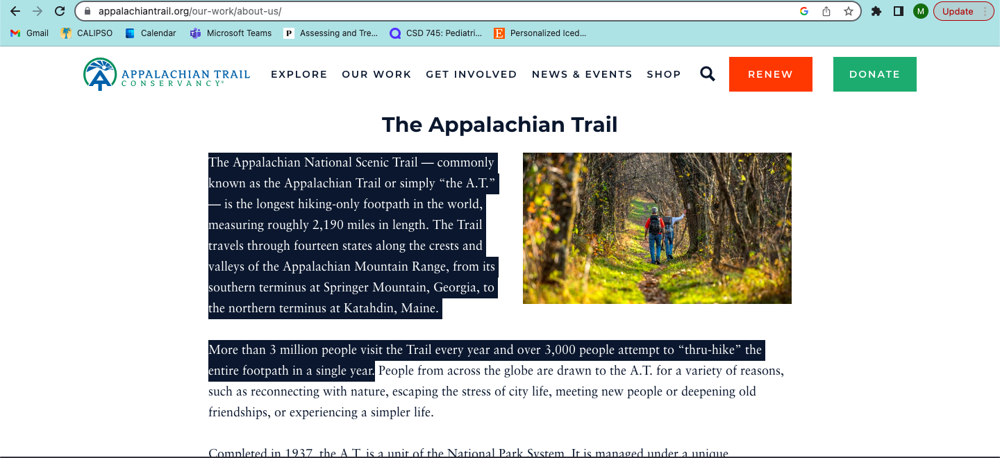 appalachiantrail.org/our-work/about-us/
M
Update
Gmail
CALIPSO
Calendar
Microsoft Teams
P
Assessing and Tre...
CSD 745: Pediatri...
E
Personalized Iced...
APPALACHIAN TRAIL
CONSERVANCY®
EXPLORE
OUR WORK
GET INVOLVED
NEWS & EVENTS
SHOP
RENEW
DONATE
The Appalachian Trail
The Appalachian National Scenic Trail — commonly
known as the Appalachian Trail or simply “the A.T.”
— is the longest hiking-only footpath in the world,
measuring roughly 2,190 miles in length. The Trail
travels through fourteen states along the crests and
valleys of the Appalachian Mountain Range, from its
southern terminus at Springer Mountain, Georgia, to
the northern terminus at Katahdin, Maine.
More than 3 million people visit the Trail every year and over 3,000 people attempt to “thru-hike” the
entire footpath in a single year. People from across the globe are drawn to the A.T. for a variety of reasons,
such as reconnecting with nature, escaping the stress of city life, meeting new people or deepening old
friendships, or experiencing a simpler life.
Completed in 1937, the A.T. is a unit of the National Park System. It is managed under a unique